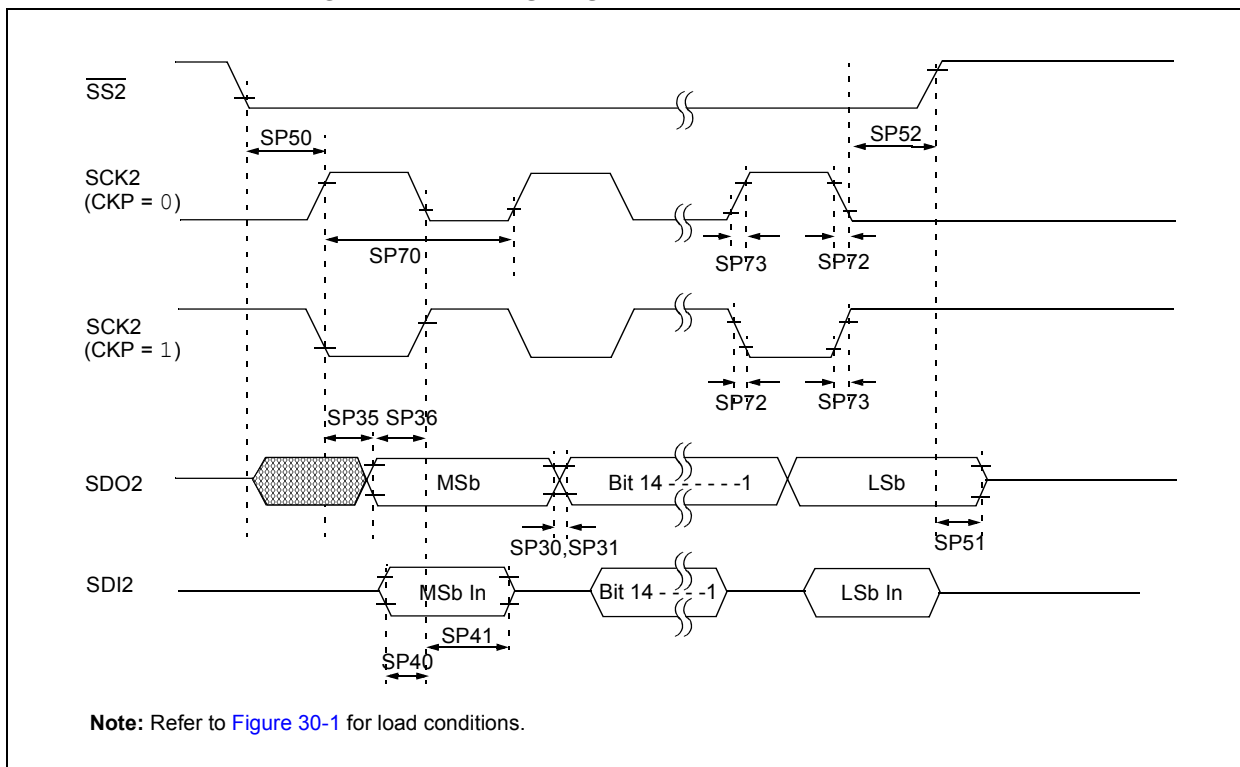 SS2
SP50
SP52
SCK2
(CKP = 0)
SP70
SP73
SP72
SCK2
(CKP = 1)
SP72
SP73
SP35
SP36
SDO2
MSb
Bit 14 - - - - - -1
LSb
SP30,SP31
SP51
SDI2
MSb In
Bit 14 - - - -1
LSb In
SP41
SP40
Note: Refer to Figure 30-1 for load conditions.